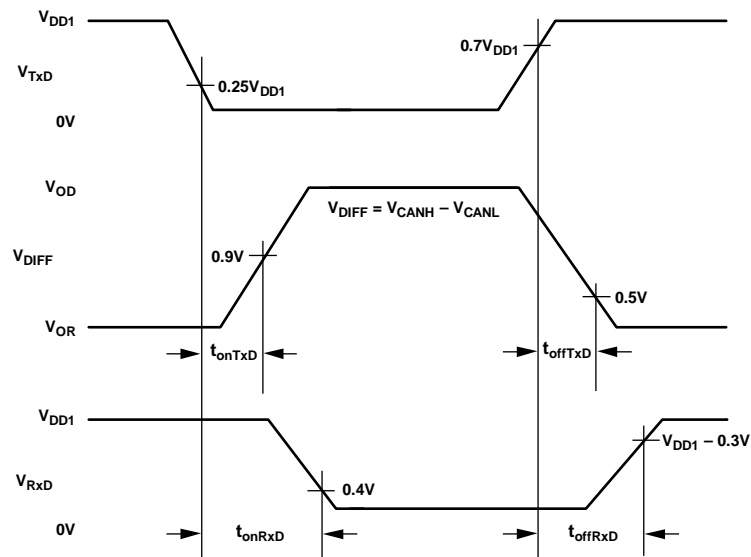 V_DD1
0.7V_DD1
V_TxD
0.25V_DD1
0V
V_OD
V_DIFF = V_CANH – V_CANL
0.9V
V_DIFF
0.5V
V_OR
t_onTxD
t_offTxD
V_DD1
V_DD1 – 0.3V
V_RxD
0.4V
0V
t_onRxD
t_offRxD